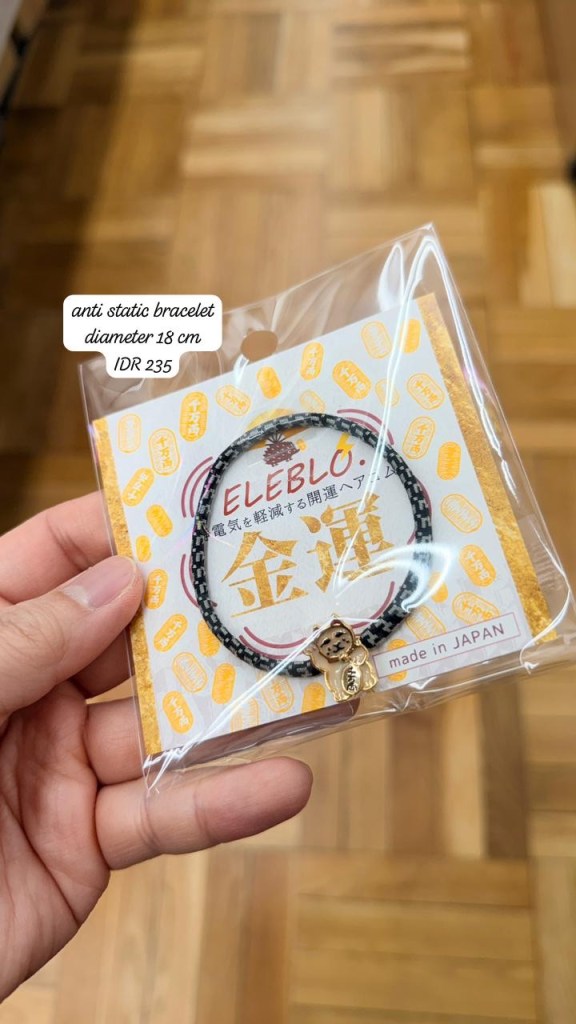 anti static bracelet
diameter 18 cm
IDR 235
ELEBLO.
電気を軽減する開運ヘアゴム
金運
made in JAPAN